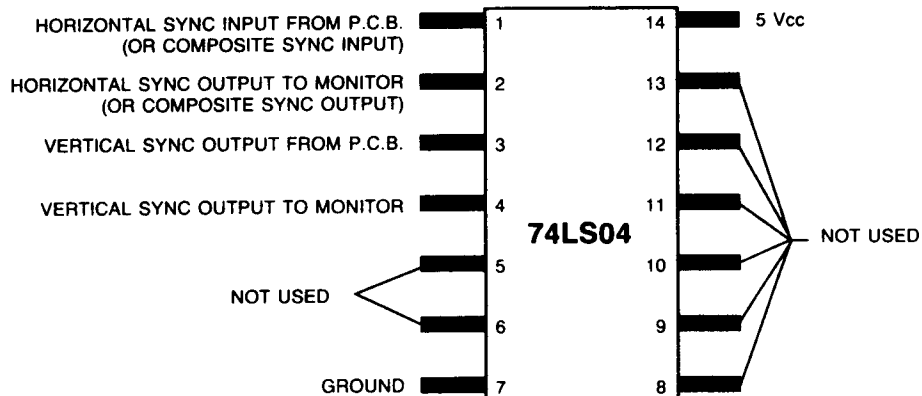 HORIZONTAL SYNC INPUT FROM P.C.B.
(OR COMPOSITE SYNC INPUT)
1
14
5 Vcc
HORIZONTAL SYNC OUTPUT TO MONITOR
(OR COMPOSITE SYNC OUTPUT)
2
13
VERTICAL SYNC OUTPUT FROM P.C.B.
3
12
VERTICAL SYNC OUTPUT TO MONITOR
4
11
74LS04
NOT USED
5
10
NOT USED
6
9
GROUND
7
8